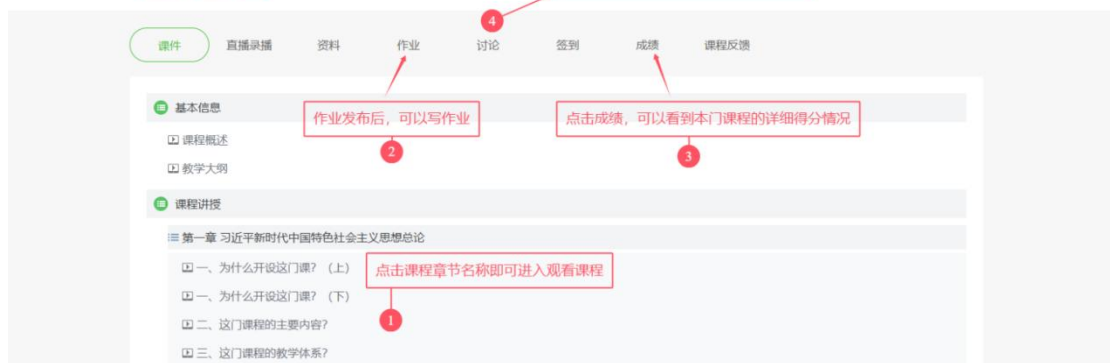 4
课件 直播录播 资料 作业 讨论 签到 成绩 课程反馈
基本信息
作业发布后，可以写作业
点击成绩，可以看到本门课程的详细得分情况
课程概述
2
3
教学大纲
课程讲授
第一章 习近平新时代中国特色社会主义思想总论
一、为什么开设这门课？（上）
点击课程章节名称即可进入观看课程
一、为什么开设这门课？（下）
1
二、这门课程的主要内容?
三、这门课程的教学体系?